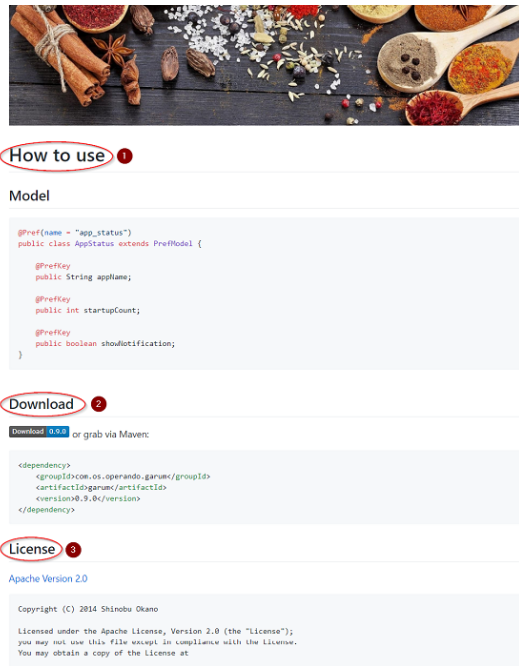 How to use 1
Model
@Pref(name = "app_status")
public class AppStatus extends PrefModel {
@PrefKey
public String appName;
@PrefKey
public int startupCount;
@PrefKey
public boolean showNotification;
}
Download 2
Download 0.9.0 or grab via Maven:
<dependency>
<groupId>com.os.operando.garum</groupId>
<artifactId>garum</artifactId>
<version>0.9.0</version>
</dependency>
License 3
Apache Version 2.0
Copyright (C) 2014 Shinobu Okano
Licensed under the Apache License, Version 2.0 (the "License");
you may not use this file except in compliance with the License.
You may obtain a copy of the License at